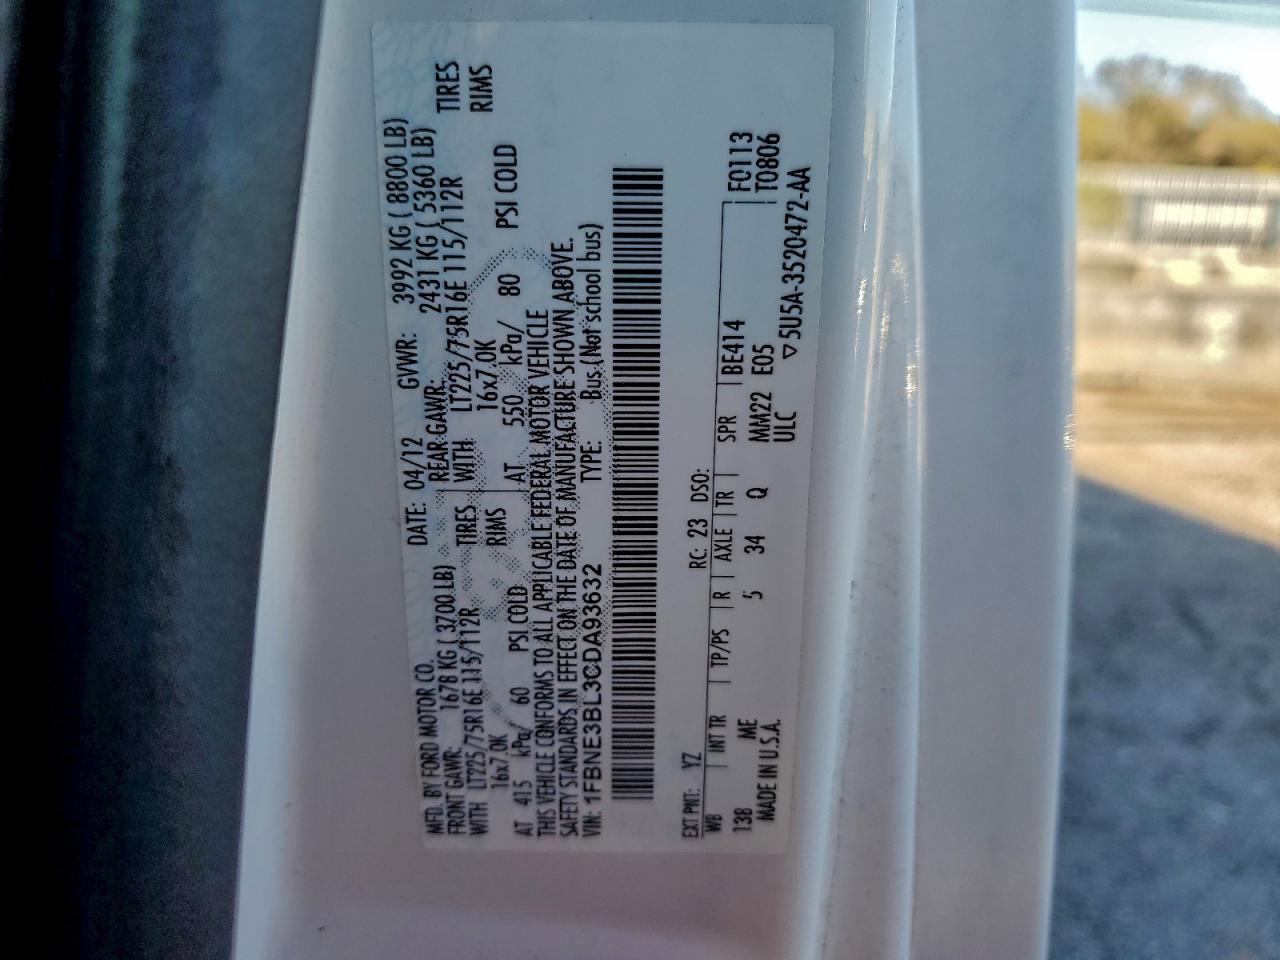 MFD. BY FORD MOTOR CO. DATE: 04/12 GVWR: 3992 KG ( 8800 LB)
FRONT GAWR: 1678 KG ( 3700 LB) REAR GAWR: 2431 KG ( 5360 LB)
WITH LT225/75R16E 115/112R TIRES WITH LT225/75R16E 115/112R TIRES
16x7.0K RIMS 16x7.0K RIMS
AT 415 kPa/ 60 PSI COLD AT 550 kPa/ 80 PSI COLD
THIS VEHICLE CONFORMS TO ALL APPLICABLE FEDERAL MOTOR VEHICLE
SAFETY STANDARDS IN EFFECT ON THE DATE OF MANUFACTURE SHOWN ABOVE.
VIN: 1FBNE3BL3CDA93632 TYPE: Bus (Not school bus)
EXT PNT: YZ RC: 23 DSO:
WB INT TR TP/PS R AXLE TR SPR BE414 F0113
138 ME 5 34 Q MM22 E05 T0806
MADE IN U.S.A. ULC ▽5U5A-3520472-AA